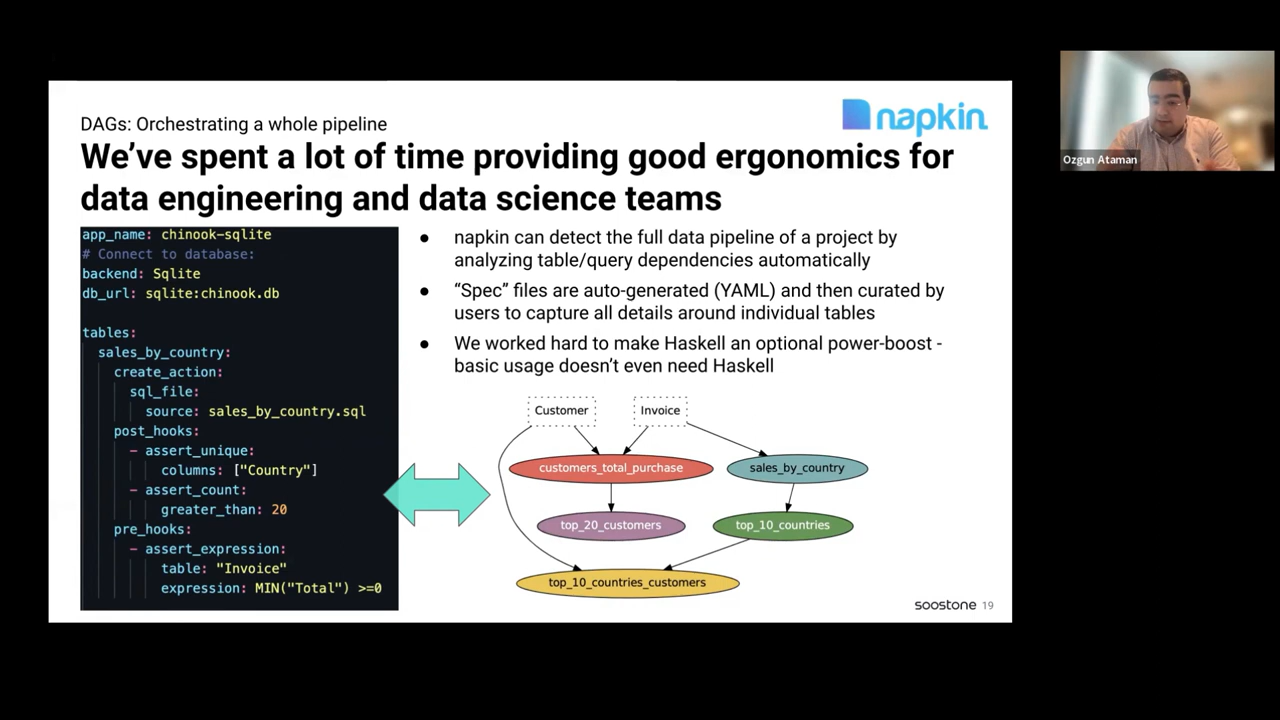 DAGs: Orchestrating a whole pipeline
napkin
We've spent a lot of time providing good ergonomics for
data engineering and data science teams
app_name: chinook-sqlite
# Connect to database:
backend: Sqlite
db_url: sqlite:chinook.db
tables:
sales_by_country:
create_action:
sql_file:
source: sales_by_country.sql
post_hooks:
- assert_unique:
columns: ["Country"]
- assert_count:
greater_than: 20
pre_hooks:
- assert_expression:
table: "Invoice"
expression: MIN("Total") >=0
● napkin can detect the full data pipeline of a project by
analyzing table/query dependencies automatically
● “Spec” files are auto-generated (YAML) and then curated by
users to capture all details around individual tables
● We worked hard to make Haskell an optional power-boost -
basic usage doesn’t even need Haskell
Customer
Invoice
customers_total_purchase
sales_by_country
top_20_customers
top_10_countries
top_10_countries_customers
soostone 19
Ozgun Ataman